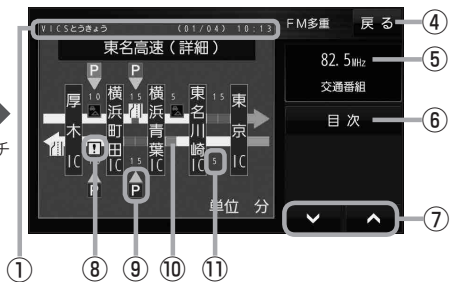 VICSとうきょう (01/04) 10:13
FM多重
戻る
④
東名高速(詳細)
82.5MHz
⑤
交通番組
P P
10 15 5 15
厚木IC
横浜町田IC
横浜青葉IC
東名川崎IC
東京IC
目次
⑥
チ
15 5
P P
単位 分
⑦
① ⑧ ⑨ ⑩ ⑪